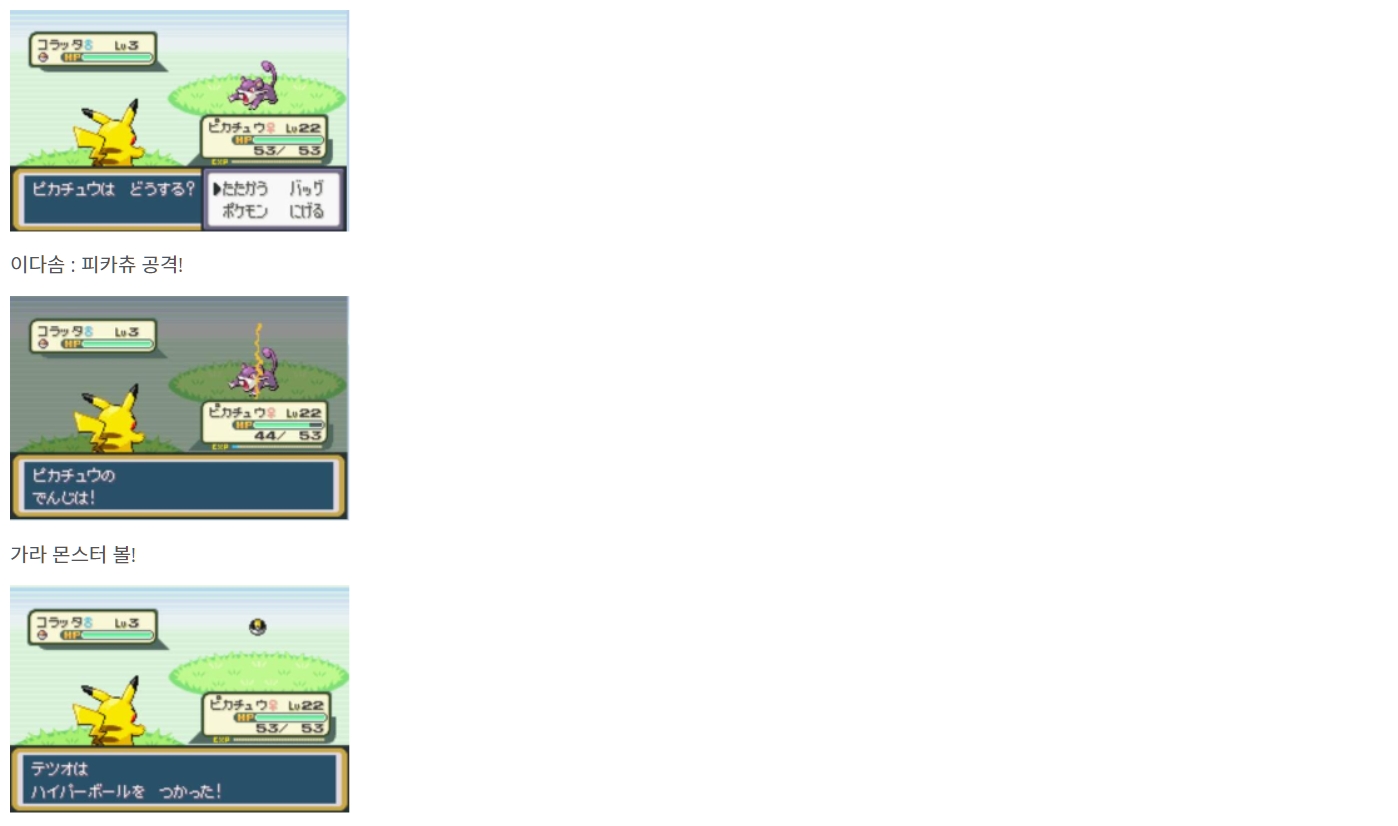 コラッタ♂ Lv3
HP
ピカチュウ♀ Lv22
HP
53/ 53
EXP
ピカチュウは どうする?
▶たたかう バッグ
ポケモン にげる
이다솜 : 피카츄 공격!
コラッタ♂ Lv3
HP
ピカチュウ♀ Lv22
HP
44/ 53
EXP
ピカチュウの
でんじは!
가라 몬스터 볼!
コラッタ♂ Lv3
HP
ピカチュウ♀ Lv22
HP
53/ 53
EXP
テツオは
ハイパーボールを つかった!